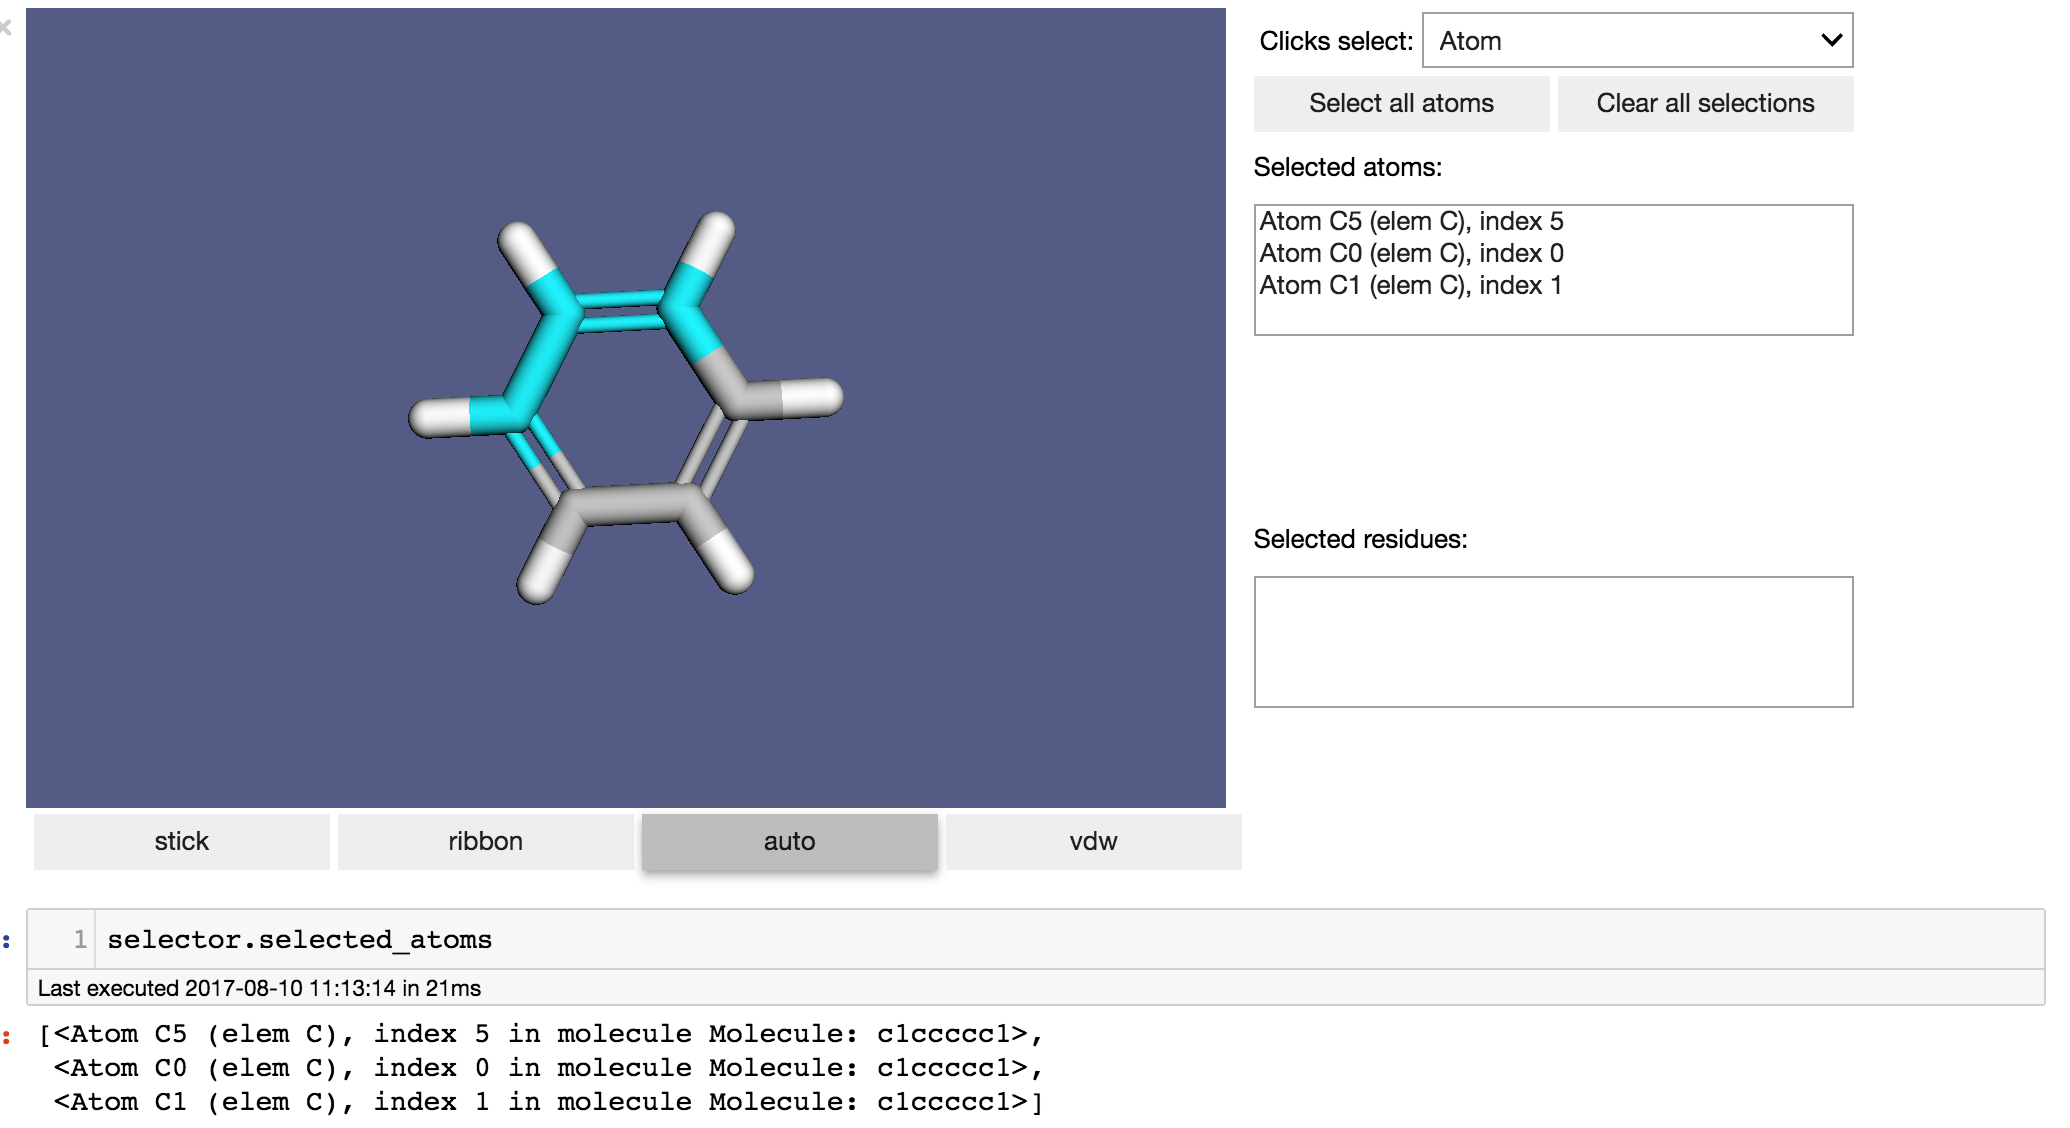 Clicks select: Atom
Select all atoms Clear all selections
Selected atoms:
Atom C5 (elem C), index 5
Atom C0 (elem C), index 0
Atom C1 (elem C), index 1
Selected residues:
stick ribbon auto vdw
1 selector.selected_atoms
Last executed 2017-08-10 11:13:14 in 21ms
[<Atom C5 (elem C), index 5 in molecule Molecule: c1ccccc1>,
<Atom C0 (elem C), index 0 in molecule Molecule: c1ccccc1>,
<Atom C1 (elem C), index 1 in molecule Molecule: c1ccccc1>]